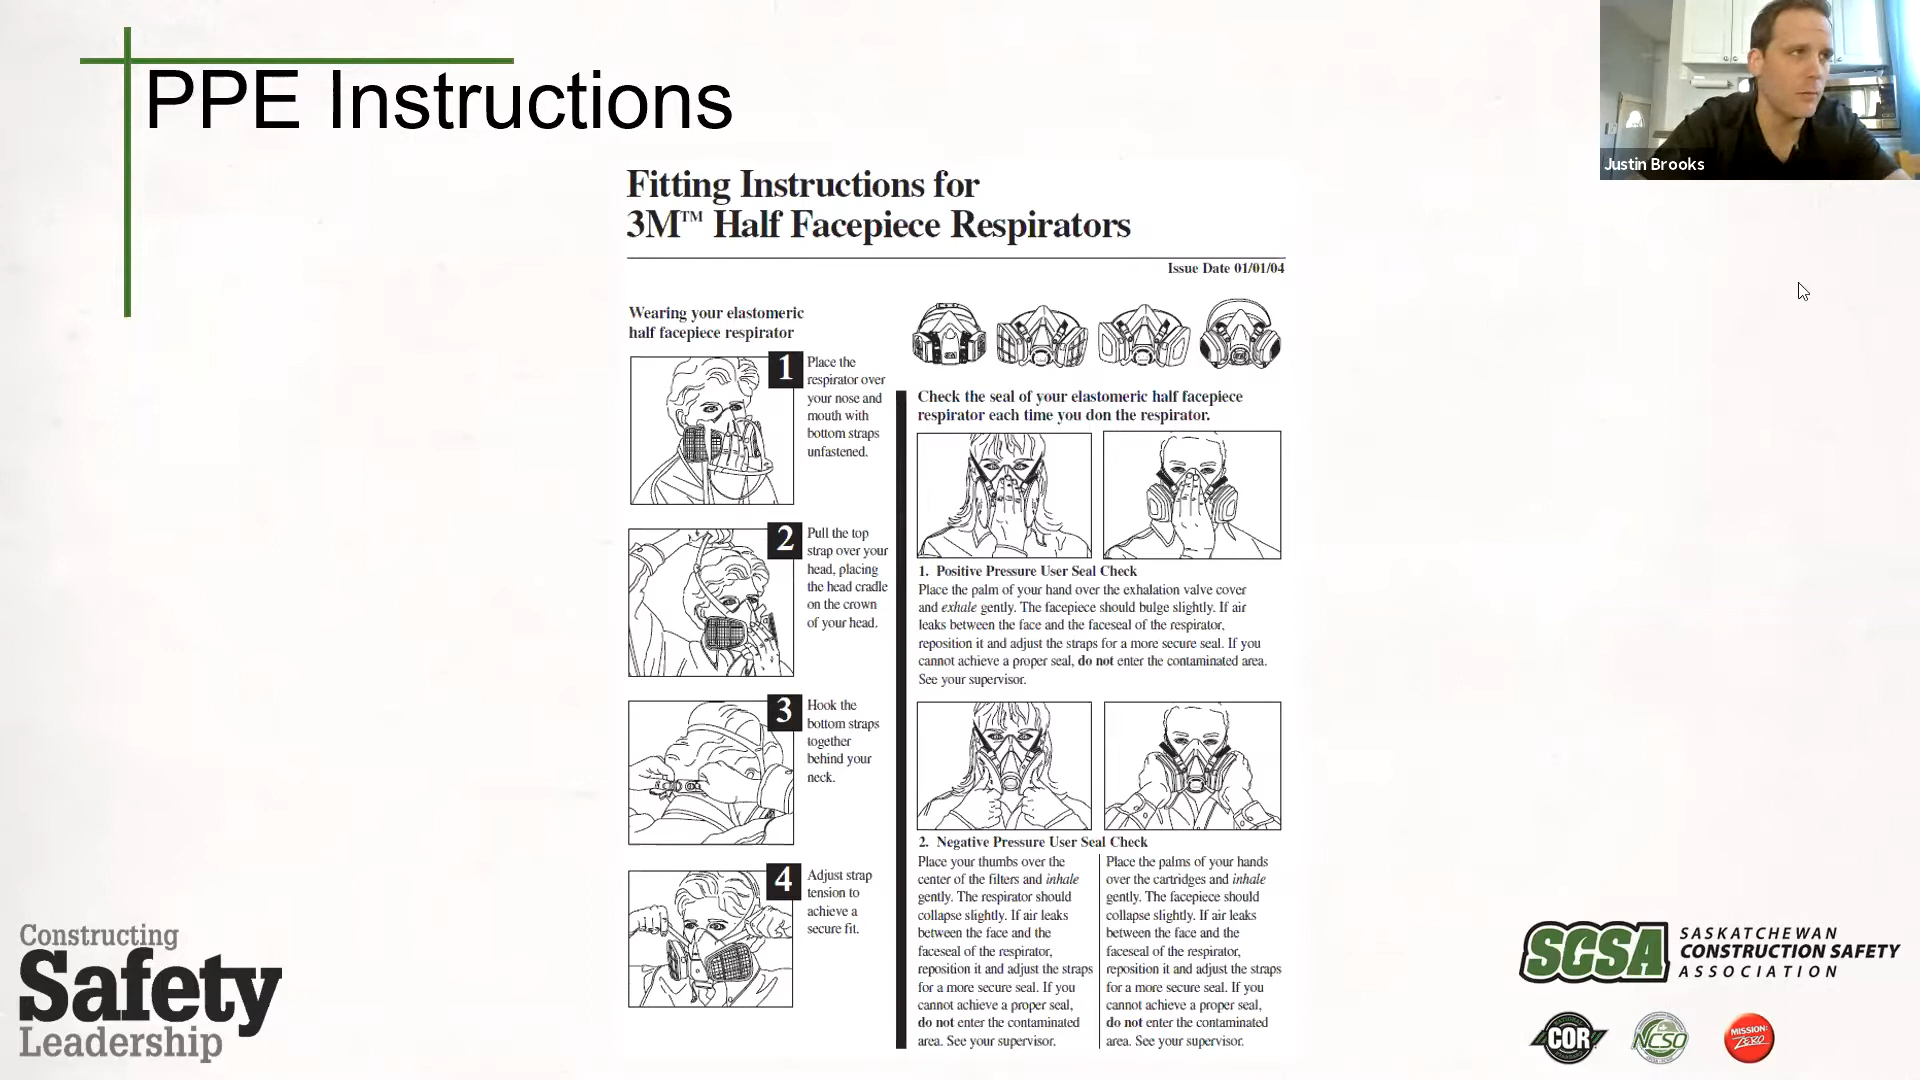 PPE Instructions
Justin Brooks
Fitting Instructions for
3M™ Half Facepiece Respirators
Issue Date 01/01/04
Wearing your elastomeric
half facepiece respirator
1
Place the
respirator over
your nose and
mouth with
bottom straps
unfastened.
2
Pull the top
strap over your
head, placing
the head cradle
on the crown
of your head.
3
Hook the
bottom straps
together
behind your
neck.
4
Adjust strap
tension to
achieve a
secure fit.
Check the seal of your elastomeric half facepiece
respirator each time you don the respirator.
1. Positive Pressure User Seal Check
Place the palm of your hand over the exhalation valve cover
and exhale gently. The facepiece should bulge slightly. If air
leaks between the face and the faceseal of the respirator,
reposition it and adjust the straps for a more secure seal. If you
cannot achieve a proper seal, do not enter the contaminated area.
See your supervisor.
2. Negative Pressure User Seal Check
Place your thumbs over the
center of the filters and inhale
gently. The respirator should
collapse slightly. If air leaks
between the face and the
faceseal of the respirator,
reposition it and adjust the straps
for a more secure seal. If you
cannot achieve a proper seal,
do not enter the contaminated
area. See your supervisor.
Place the palms of your hands
over the cartridges and inhale
gently. The facepiece should
collapse slightly. If air leaks
between the face and the
faceseal of the respirator,
reposition it and adjust the straps
for a more secure seal. If you
cannot achieve a proper seal,
do not enter the contaminated
area. See your supervisor.
Constructing
Safety
Leadership
SCSA
SASKATCHEWAN
CONSTRUCTION SAFETY
ASSOCIATION
COR
NCSO
MISSION:
ZERO